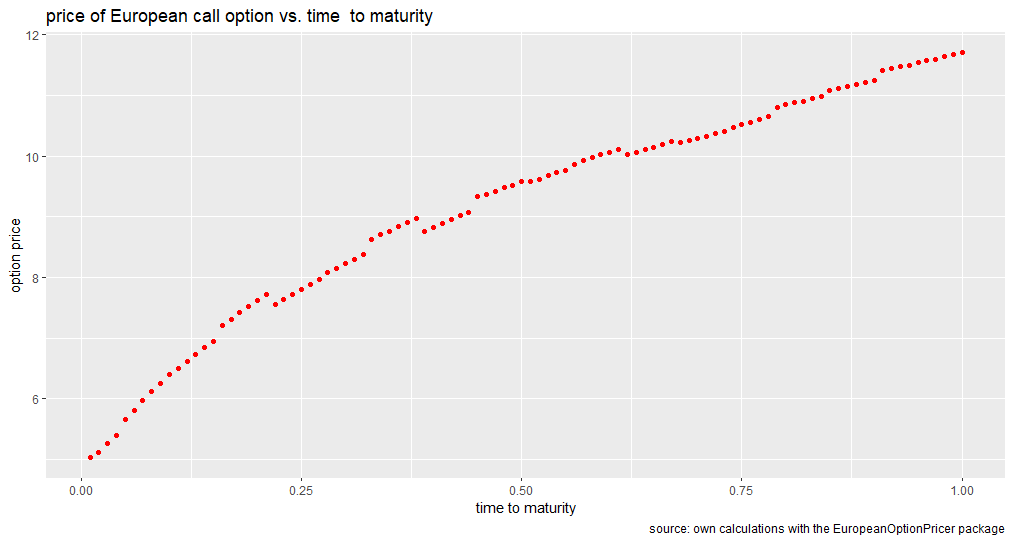 price of European call option vs. time  to maturity
12
10
8
6
option price
0.00 0.25 0.50 0.75 1.00
time to maturity
source: own calculations with the EuropeanOptionPricer package